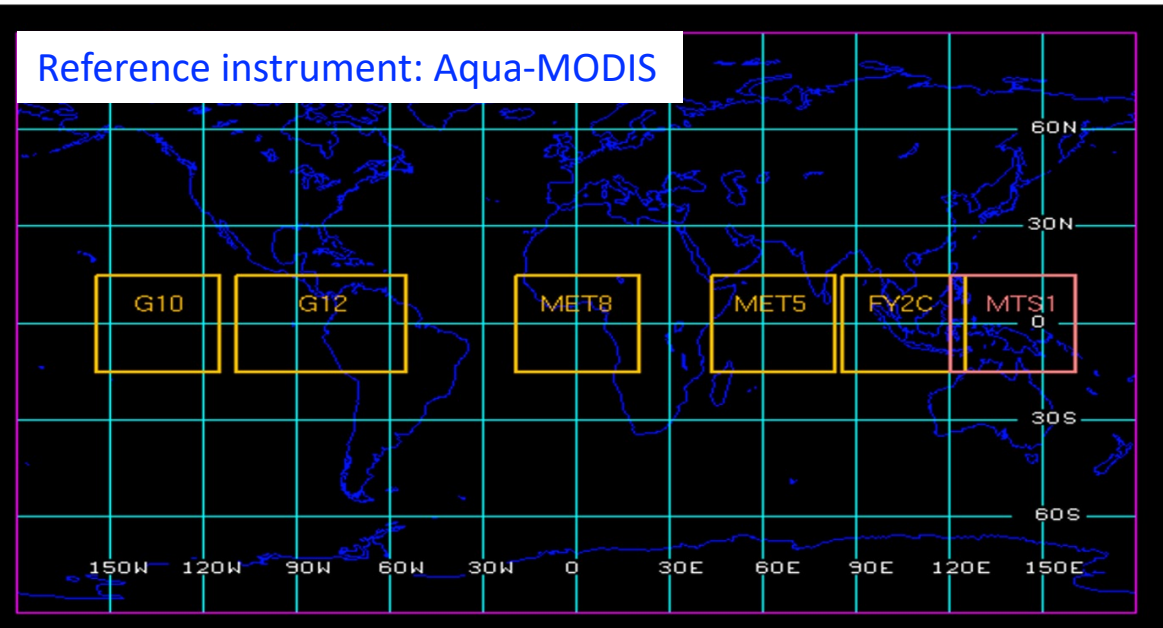 Reference instrument: Aqua-MODIS
60N
30N
G10 G12 MET8 MET5 FY2C MTS1
0
30S
60S
150W 120W 90W 60W 30W 0 30E 60E 90E 120E 150E